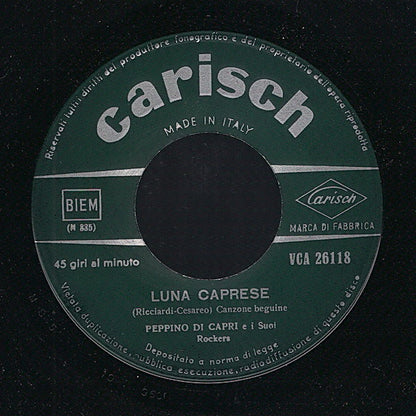 Riservati tutti i diritti del produttore fonografico e del proprietario dell'opera riprodotta
carisch
MADE IN ITALY
BIEM
(M 835)
Carisch
MARCA DI FABBRICA
45 giri al minuto
VCA 26118
LUNA CAPRESE
(Ricciardi-Cesareo) Canzone beguine
PEPPINO DI CAPRI e i Suoi
Rockers
Depositato a norma di legge
Vietata duplicazione, pubblica esecuzione, radiodiffusione di questo disco